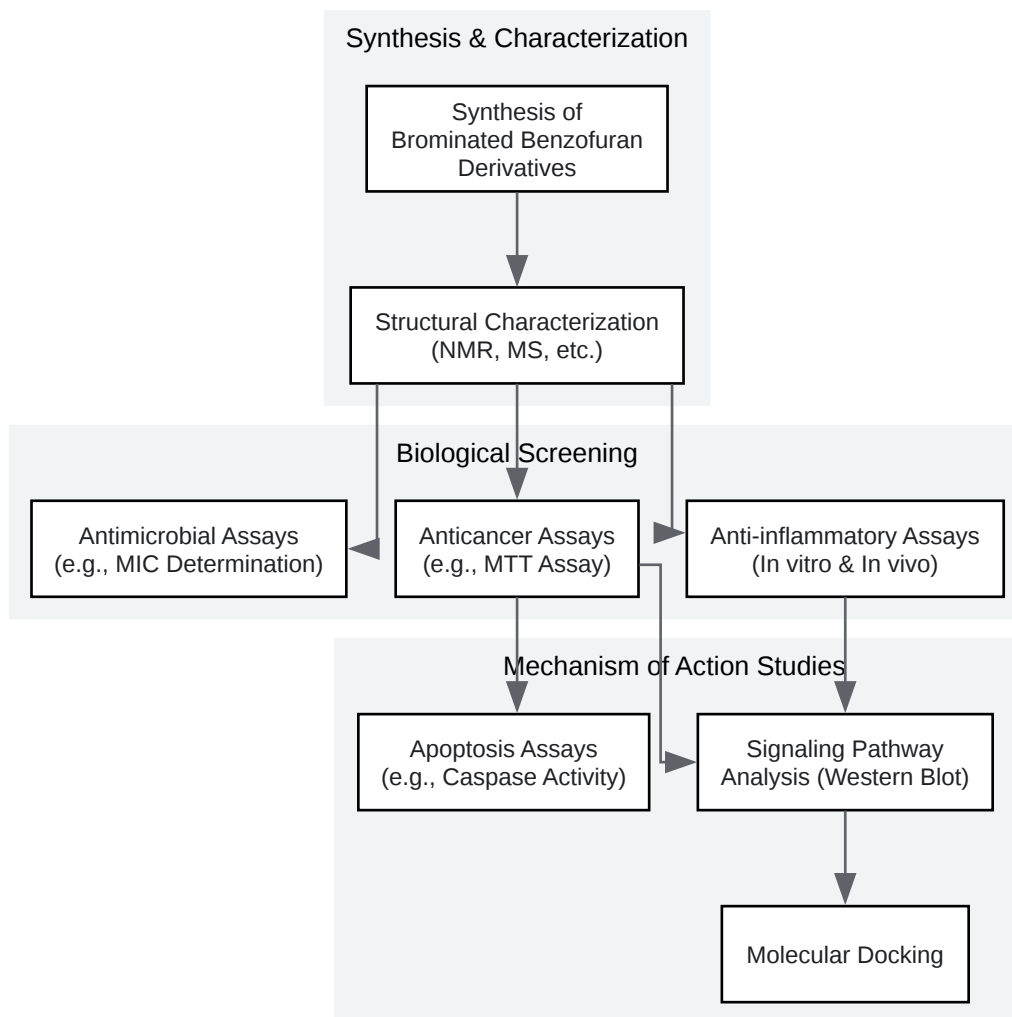 Synthesis & Characterization
Synthesis of
Brominated Benzofuran
Derivatives
Structural Characterization
(NMR, MS, etc.)
Biological Screening
Antimicrobial Assays
(e.g., MIC Determination)
Anticancer Assays
(e.g., MTT Assay)
Anti-inflammatory Assays
(In vitro & In vivo)
Mechanism of Action Studies
Apoptosis Assays
(e.g., Caspase Activity)
Signaling Pathway
Analysis (Western Blot)
Molecular Docking